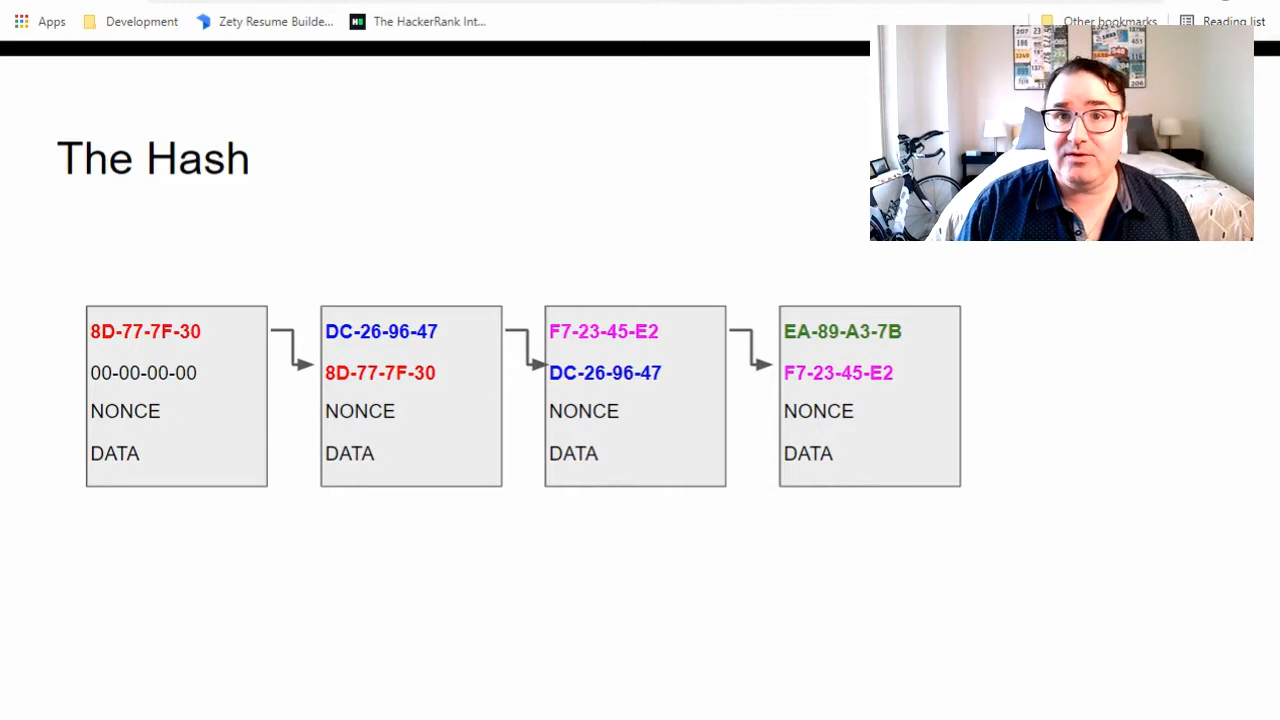 Apps Development Zety Resume Builde... The HackerRank Int... Other bookmarks Reading list
The Hash
8D-77-7F-30
00-00-00-00
NONCE
DATA
DC-26-96-47
8D-77-7F-30
NONCE
DATA
F7-23-45-E2
DC-26-96-47
NONCE
DATA
EA-89-A3-7B
F7-23-45-E2
NONCE
DATA